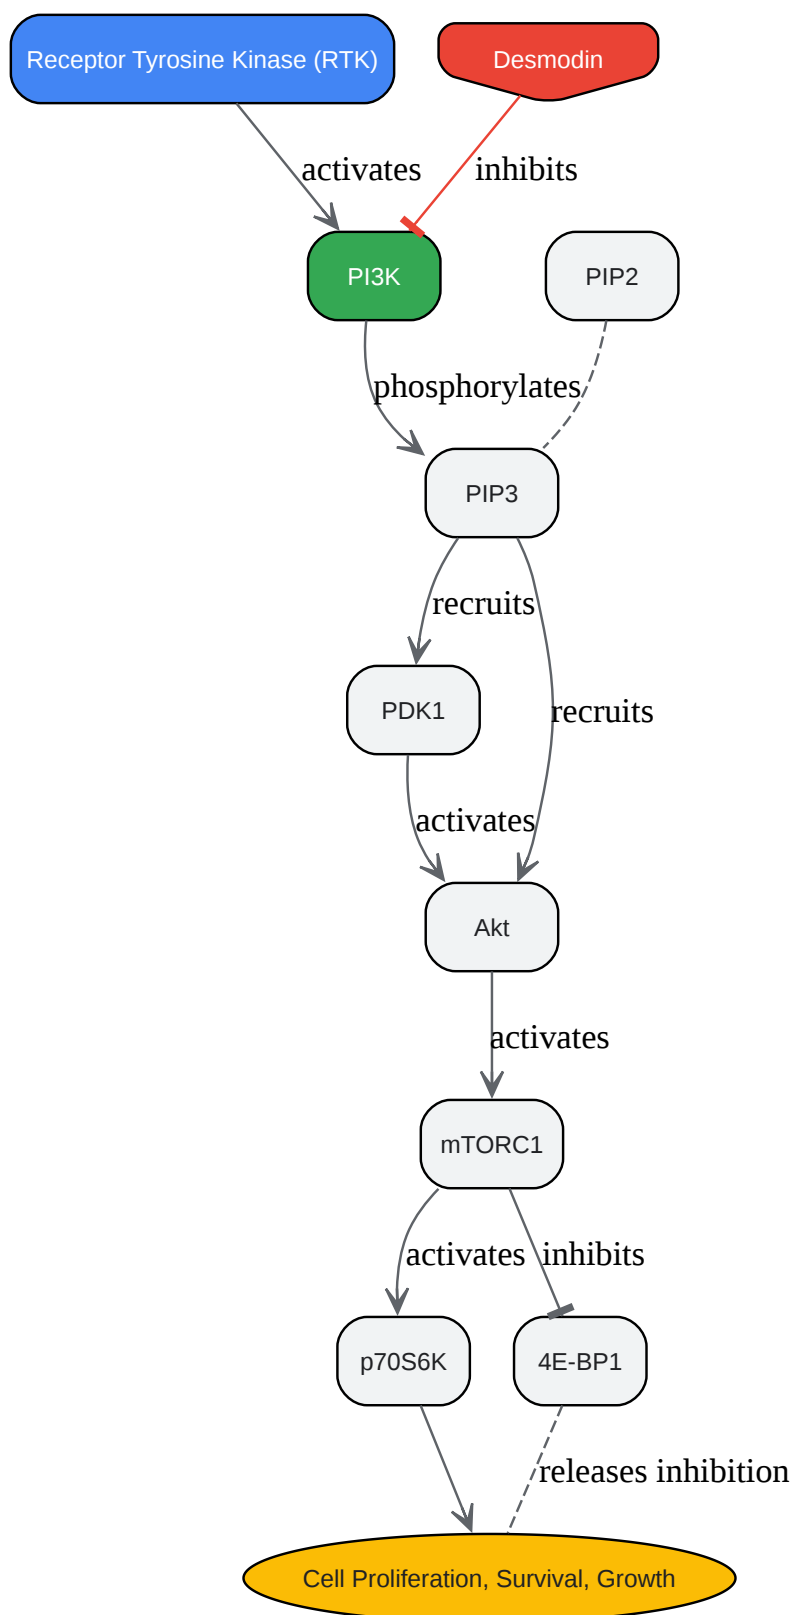 Receptor Tyrosine Kinase (RTK)
Desmodin
activates
inhibits
PI3K
PIP2
phosphorylates
PIP3
recruits
PDK1
recruits
activates
Akt
activates
mTORC1
activates
inhibits
p70S6K
4E-BP1
releases inhibition
Cell Proliferation, Survival, Growth